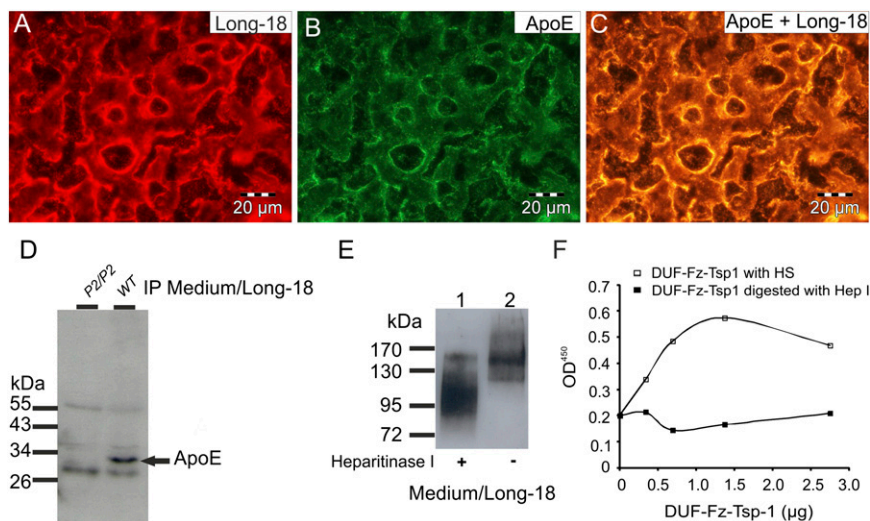 A Long-18
B ApoE
C ApoE + Long-18
20 µm
20 µm
20 µm
D
P2/P2 WT IP Medium/Long-18
kDa
55
43
34
26
ApoE
E
1 2
kDa
170
130
95
72
Heparitinase I + -
Medium/Long-18
F
DUF-Fz-Tsp1 with HS
DUF-Fz-Tsp1 digested with Hep I
OD450
0.7
0.6
0.5
0.4
0.3
0.2
0.1
0
0 0.5 1.0 1.5 2.0 2.5 3.0
DUF-Fz-Tsp-1 (µg)